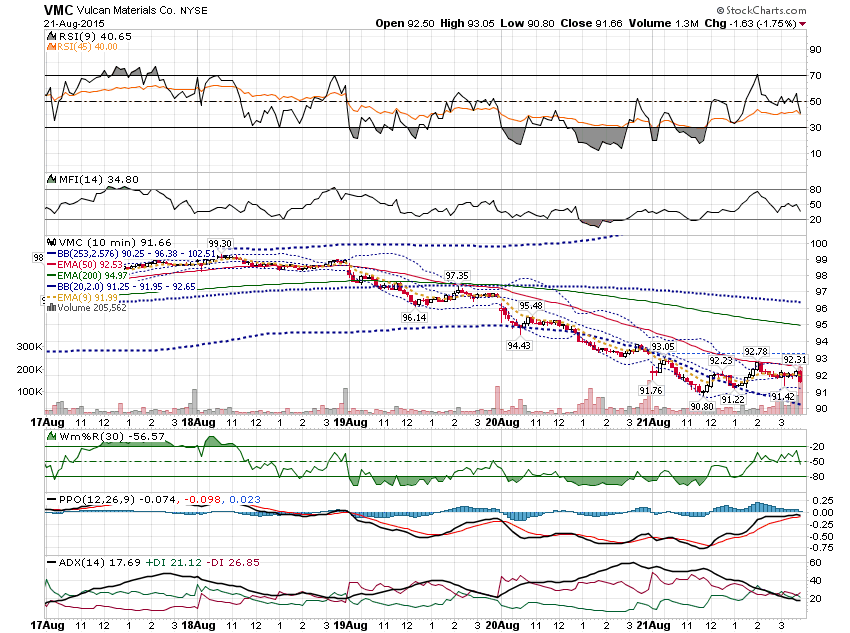 VMC Vulcan Materials Co. NYSE © StockCharts.com
21-Aug-2015 Open 92.50 High 93.05 Low 90.80 Close 91.66 Volume 1.3M Chg -1.63 (-1.75%)
RSI(9) 40.65
RSI(45) 40.00
90
70
50
30
10
MFI(14) 34.80
80
50
20
VMC (10 min) 91.66
BB(253,2.576) 90.25 - 96.38 - 102.51
EMA(50) 92.53
EMA(200) 94.97
BB(20,2.0) 91.25 - 91.95 - 92.65
EMA(9) 91.99
Volume 205,562
99.30
97.35
96.14
95.48
94.43
93.05
91.76
90.80
92.23
91.22
92.78
91.42
92.31
100
99
98
97
96
95
94
93
92
91
90
300K
200K
100K
17Aug 11 12 1 2 3 18Aug 11 12 1 2 3 19Aug 11 12 1 2 3 20Aug 11 12 1 2 3 21Aug 11 12 1 2 3
Wm%R(30) -56.57
-20
-50
-80
PPO(12,26,9) -0.074, -0.098, 0.023
0.25
0.00
-0.25
-0.50
-0.75
ADX(14) 17.69 +DI 21.12 -DI 26.85
60
40
20
17Aug 11 12 1 2 3 18Aug 11 12 1 2 3 19Aug 11 12 1 2 3 20Aug 11 12 1 2 3 21Aug 11 12 1 2 3